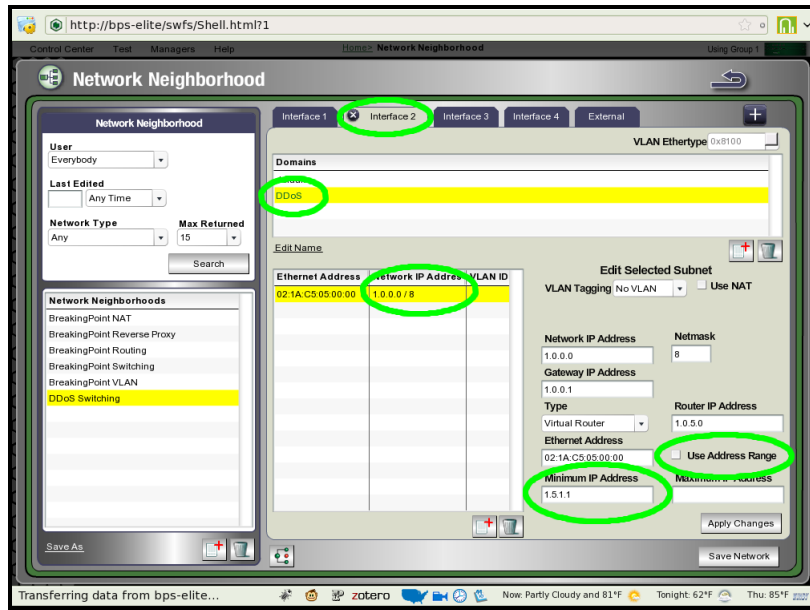 http://bps-elite/swfs/Shell.html?1
Control Center Test Managers Help Home> Network Neighborhood Using Group 1
Network Neighborhood
Network Neighborhood
User
Everybody
Last Edited
Any Time
Network Type Max Returned
Any 15
Search
Network Neighborhoods
BreakingPoint NAT
BreakingPoint Reverse Proxy
BreakingPoint Routing
BreakingPoint Switching
BreakingPoint VLAN
DDoS Switching
Save As
Interface 1 Interface 2 Interface 3 Interface 4 External
VLAN Ethertype 0x8100
Domains
DDoS
Edit Name
Ethernet Address Network IP Addres VLAN ID
02:1A:C5:05:00:00 1.0.0.0 / 8
Edit Selected Subnet
VLAN Tagging No VLAN Use NAT
Network IP Address Netmask
1.0.0.0 8
Gateway IP Address
1.0.0.1
Type Router IP Address
Virtual Router 1.0.5.0
Ethernet Address
02:1A:C5:05:00:00 Use Address Range
Minimum IP Address Maximum IP Address
1.5.1.1
Apply Changes
Save Network
Transferring data from bps-elite... zotero Now: Partly Cloudy and 81°F Tonight: 62°F Thu: 85°F